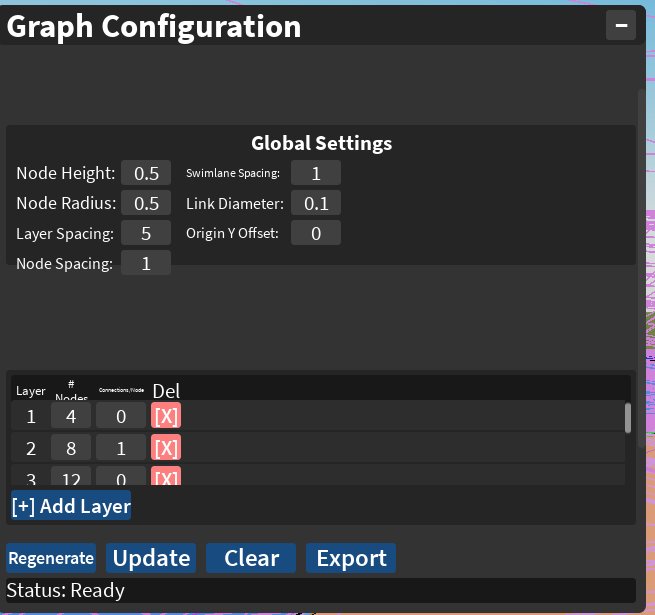 Graph Configuration
−
Global Settings
Node Height: 0.5 Swimlane Spacing: 1
Node Radius: 0.5 Link Diameter: 0.1
Layer Spacing: 5 Origin Y Offset: 0
Node Spacing: 1
Layer # Nodes Connections/Node Del
1 4 0 [X]
2 8 1 [X]
3 12 0 [X]
[+] Add Layer
Regenerate Update Clear Export
Status: Ready